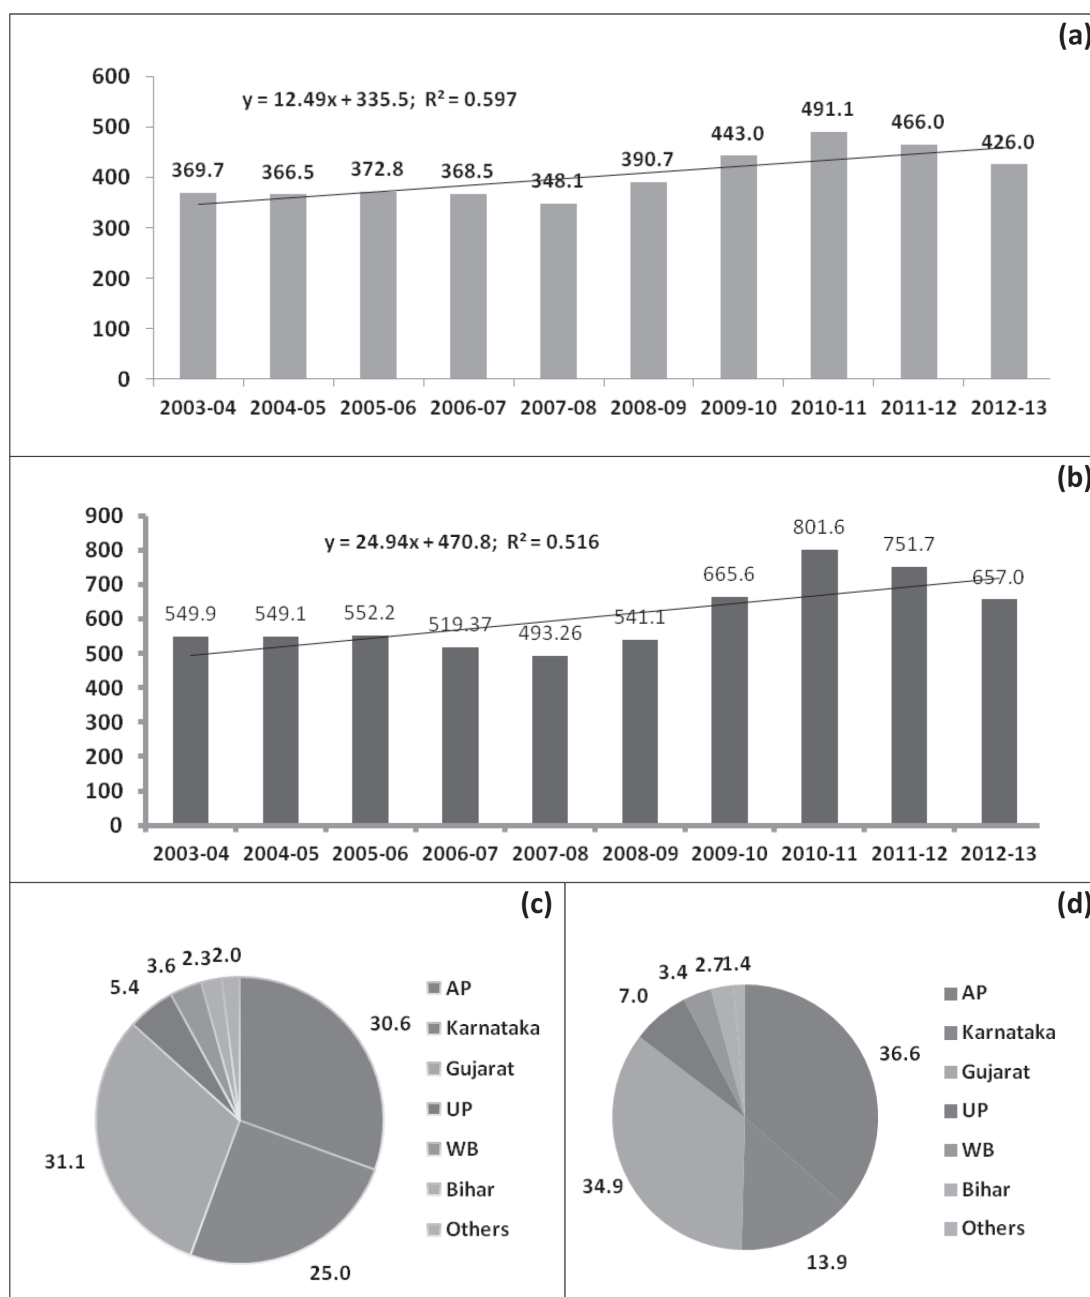 (a)
600
500
400
300
200
100
0
y = 12.49x + 335.5; R² = 0.597
369.7 366.5 372.8 368.5 348.1 390.7 443.0 491.1 466.0 426.0
2003-04 2004-05 2005-06 2006-07 2007-08 2008-09 2009-10 2010-11 2011-12 2012-13
(b)
900
800
700
600
500
400
300
200
100
0
y = 24.94x + 470.8; R² = 0.516
549.9 549.1 552.2 519.37 493.26 541.1 665.6 801.6 751.7 657.0
2003-04 2004-05 2005-06 2006-07 2007-08 2008-09 2009-10 2010-11 2011-12 2012-13
(c)
30.6
25.0
31.1
5.4
3.6
2.3
2.0
AP
Karnataka
Gujarat
UP
WB
Bihar
Others
(d)
36.6
13.9
34.9
7.0
3.4
2.7
1.4
AP
Karnataka
Gujarat
UP
WB
Bihar
Others